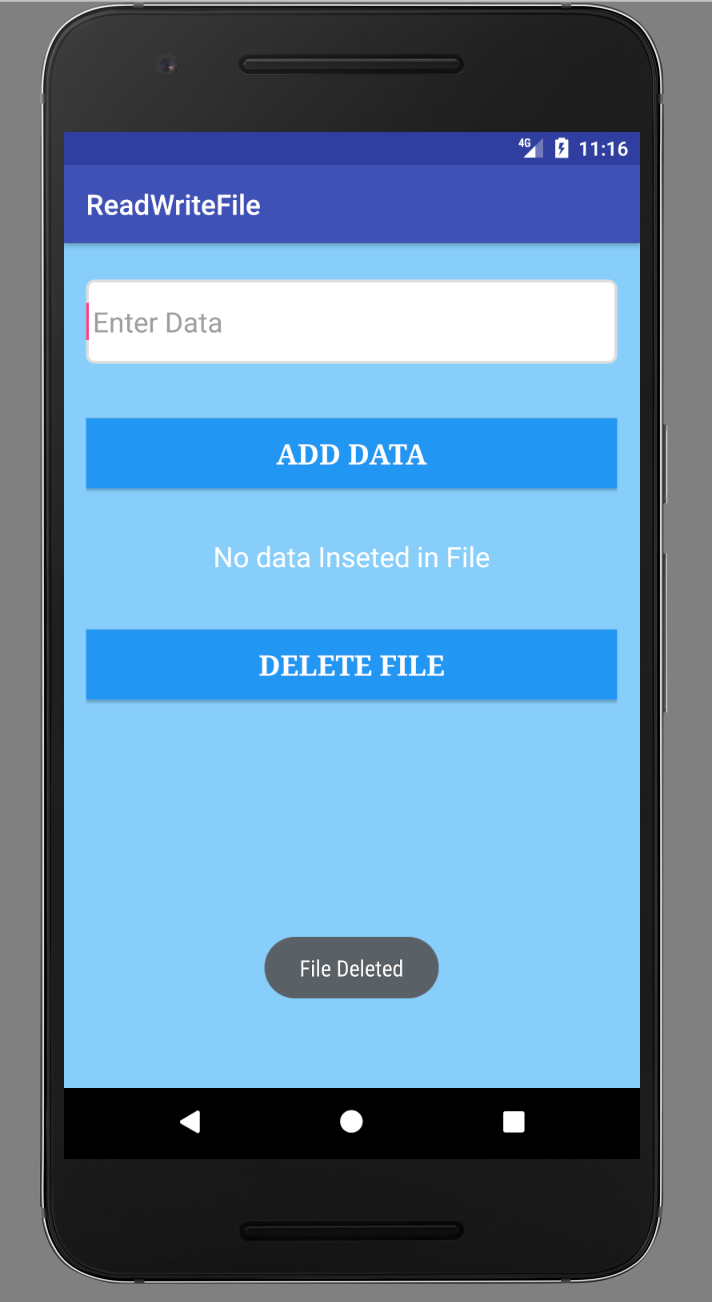 4G 11:16
ReadWriteFile
Enter Data
ADD DATA
No data Inseted in File
DELETE FILE
File Deleted